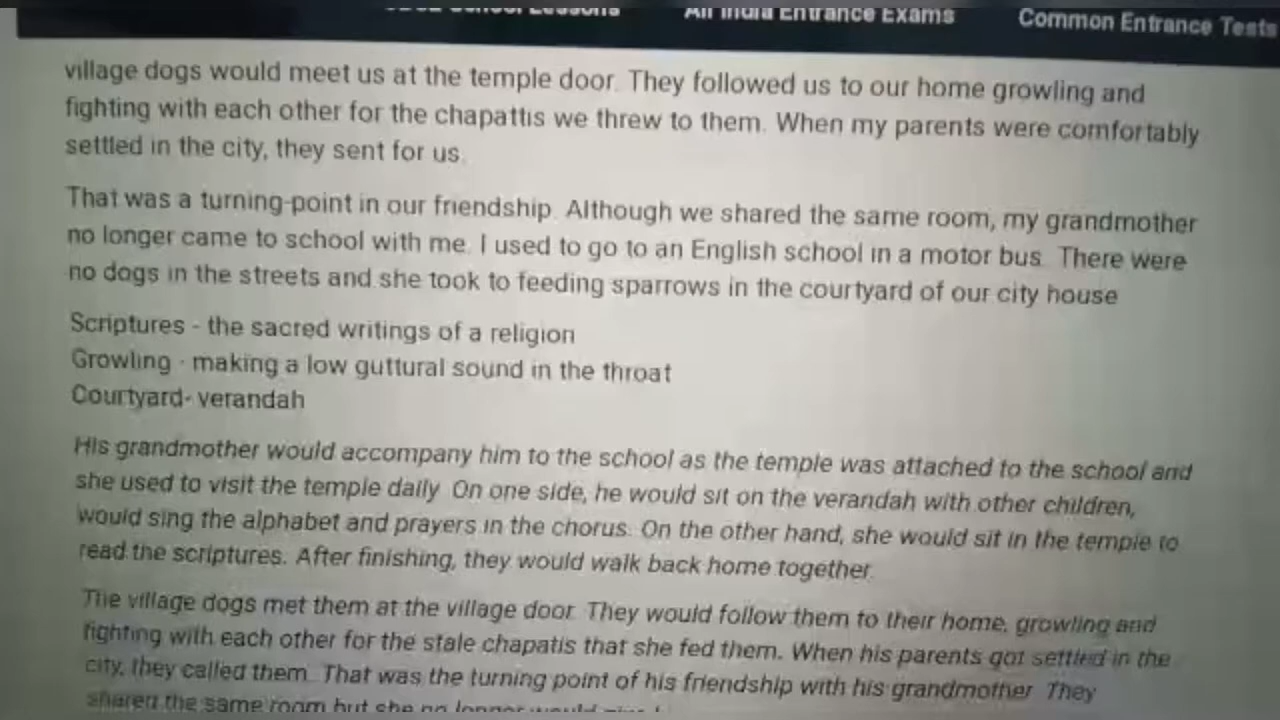 School Lessons All India Entrance Exams Common Entrance Tests
village dogs would meet us at the temple door. They followed us to our home growling and
fighting with each other for the chapattis we threw to them. When my parents were comfortably
settled in the city, they sent for us.
That was a turning-point in our friendship. Although we shared the same room, my grandmother
no longer came to school with me. I used to go to an English school in a motor bus. There were
no dogs in the streets and she took to feeding sparrows in the courtyard of our city house
Scriptures - the sacred writings of a religion
Growling - making a low guttural sound in the throat
Courtyard- verandah
His grandmother would accompany him to the school as the temple was attached to the school and
she used to visit the temple daily. On one side, he would sit on the verandah with other children,
would sing the alphabet and prayers in the chorus. On the other hand, she would sit in the temple to
read the scriptures. After finishing, they would walk back home together.
The village dogs met them at the village door. They would follow them to their home, growling and
fighting with each other for the stale chapatis that she fed them. When his parents got settled in the
city, they called them. That was the turning point of his friendship with his grandmother. They
shared the same room but she no longer would